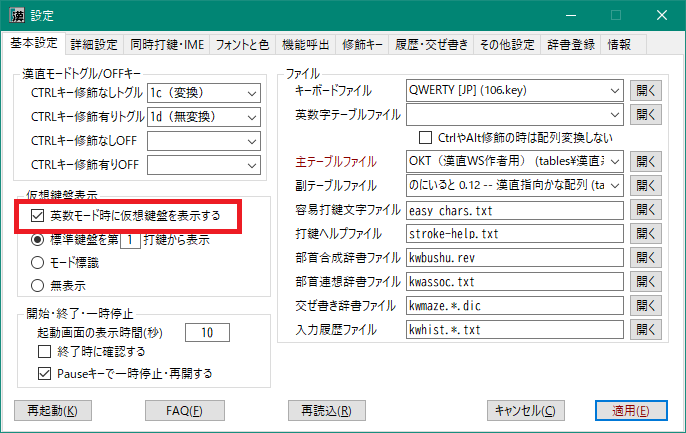 設定
基本設定 詳細設定 同時打鍵・IME フォントと色 機能呼出 修飾キー 履歴・交ぜ書き その他設定 辞書登録 情報
漢直モードトグル/OFFキー
CTRLキー修飾なしトグル 1c（変換）
CTRLキー修飾有りトグル 1d（無変換）
CTRLキー修飾なしOFF
CTRLキー修飾有りOFF
仮想鍵盤表示
英数モード時に仮想鍵盤を表示する
標準鍵盤を第 1 打鍵から表示
モード標識
無表示
開始・終了・一時停止
起動画面の表示時間(秒) 10
終了時に確認する
Pauseキーで一時停止・再開する
ファイル
キーボードファイル QWERTY [JP] (106.key) 開く
英数字テーブルファイル 開く
CtrlやAlt修飾の時は配列変換しない
主テーブルファイル OKT（漢直WS作者用） (tables¥漢直 開く
副テーブルファイル のにいると 0.12 -- 漢直指向かな配列 (ta 開く
容易打鍵文字ファイル easy_chars.txt 開く
打鍵ヘルプファイル stroke-help.txt 開く
部首合成辞書ファイル kwbushu.rev 開く
部首連想辞書ファイル kwassoc.txt 開く
交ぜ書き辞書ファイル kwmaze.*.dic 開く
入力履歴ファイル kwhist.*.txt 開く
再起動(K) FAQ(F) 再読込(R) キャンセル(C) 適用(E)